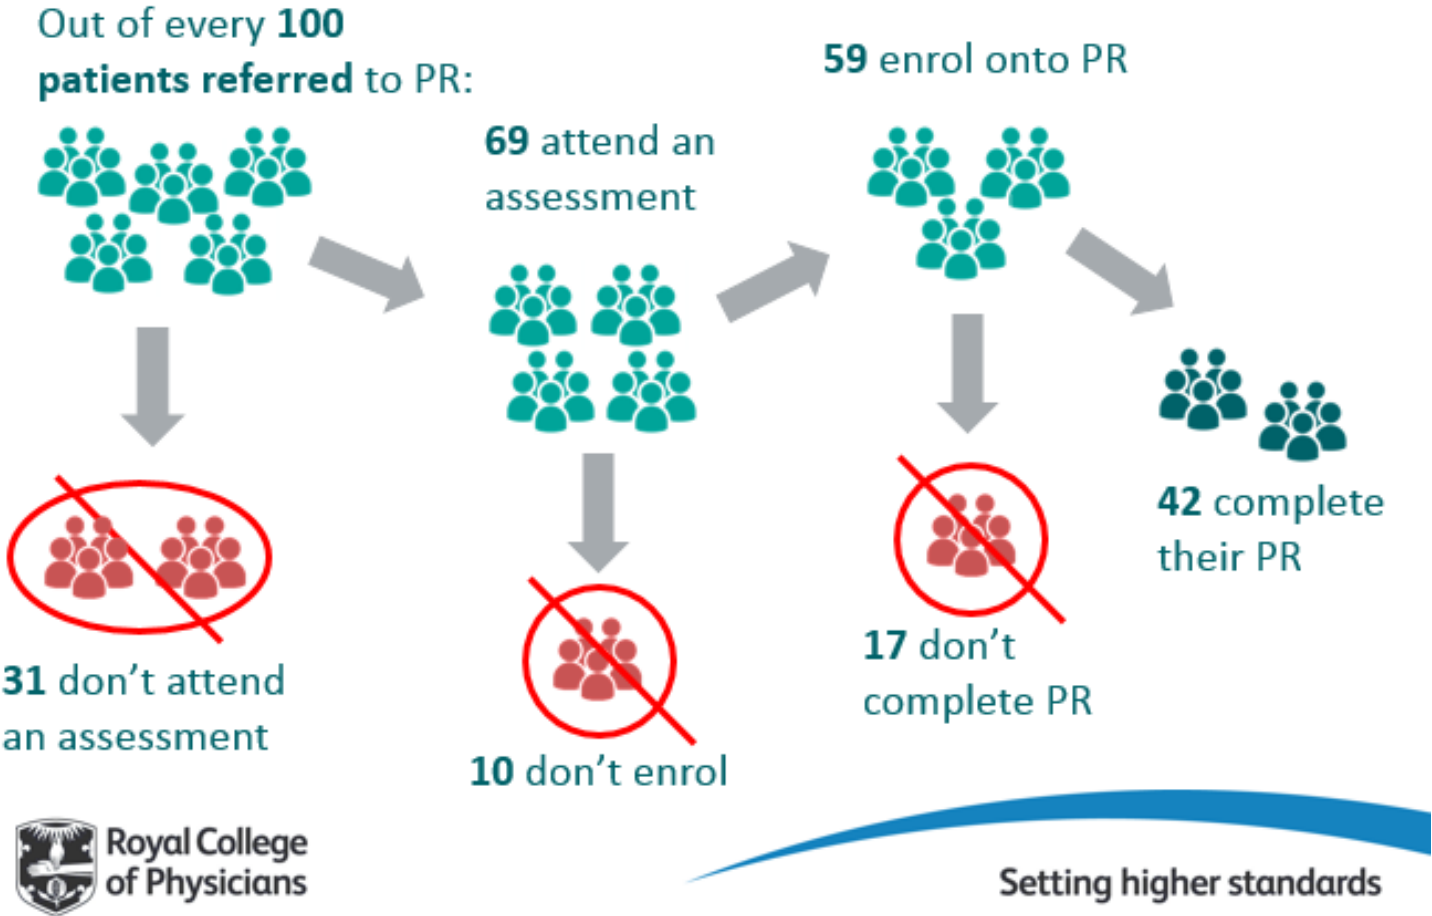 Out of every 100
patients referred to PR:
69 attend an
assessment
59 enrol onto PR
42 complete
their PR
31 don't attend
an assessment
10 don't enrol
17 don't
complete PR
Royal College
of Physicians
Setting higher standards